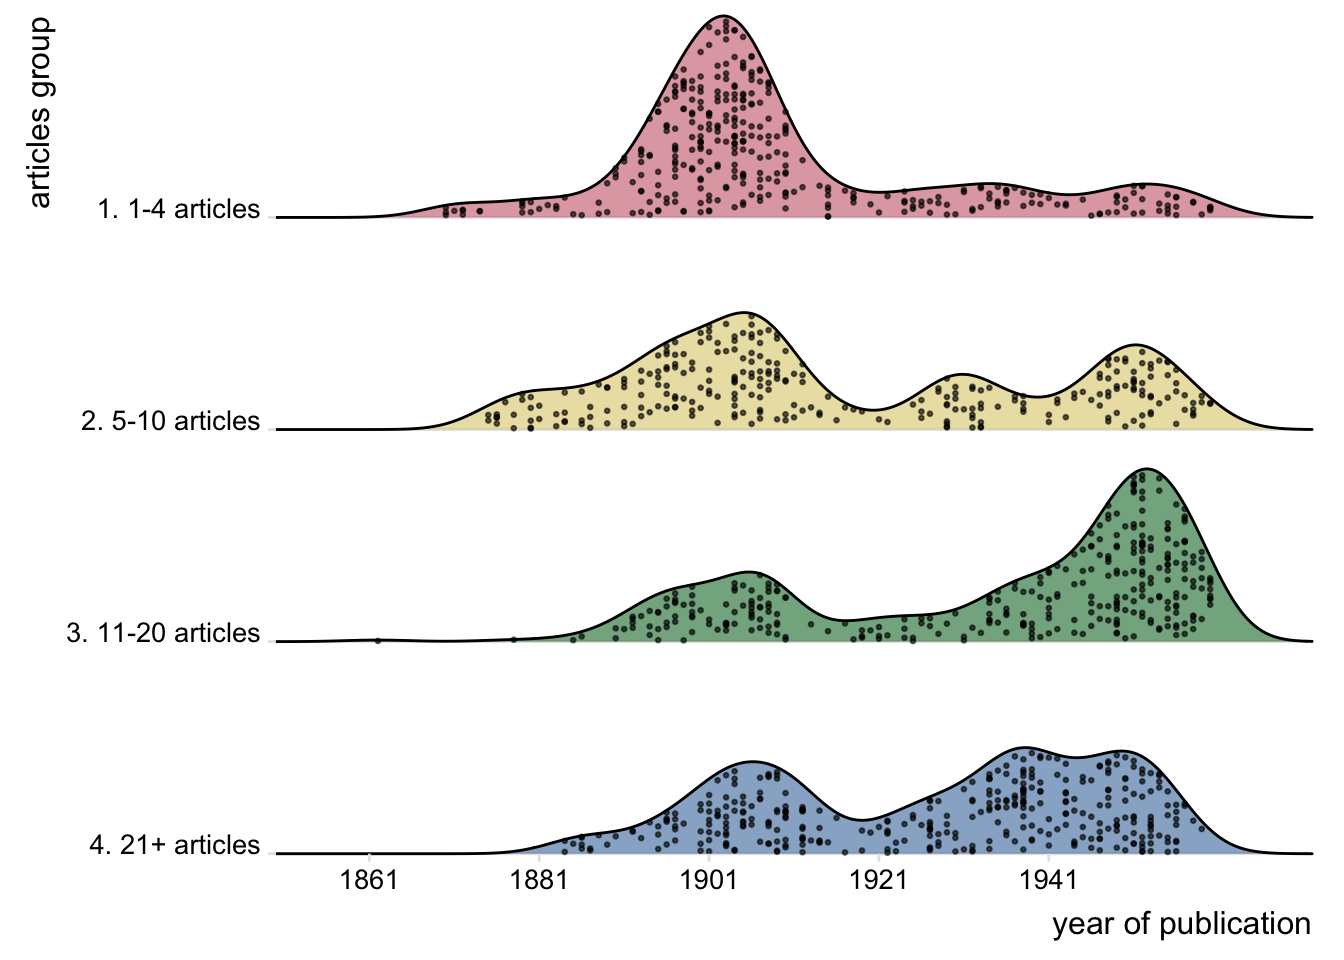 articles group
1. 1-4 articles
2. 5-10 articles
3. 11-20 articles
4. 21+ articles
1861 1881 1901 1921 1941
year of publication